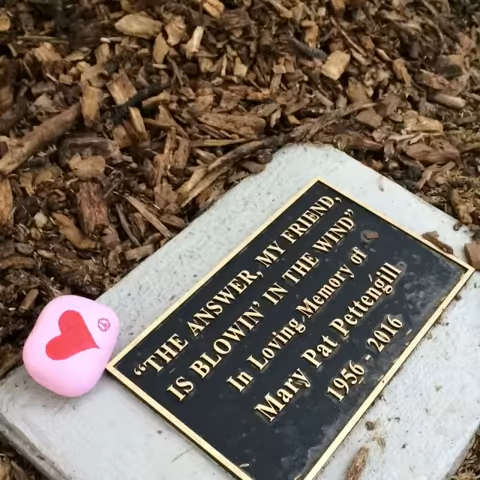 “THE ANSWER, MY FRIEND,
IS BLOWIN’ IN THE WIND”
In Loving Memory of
Mary Pat Pettengill
1956 - 2016